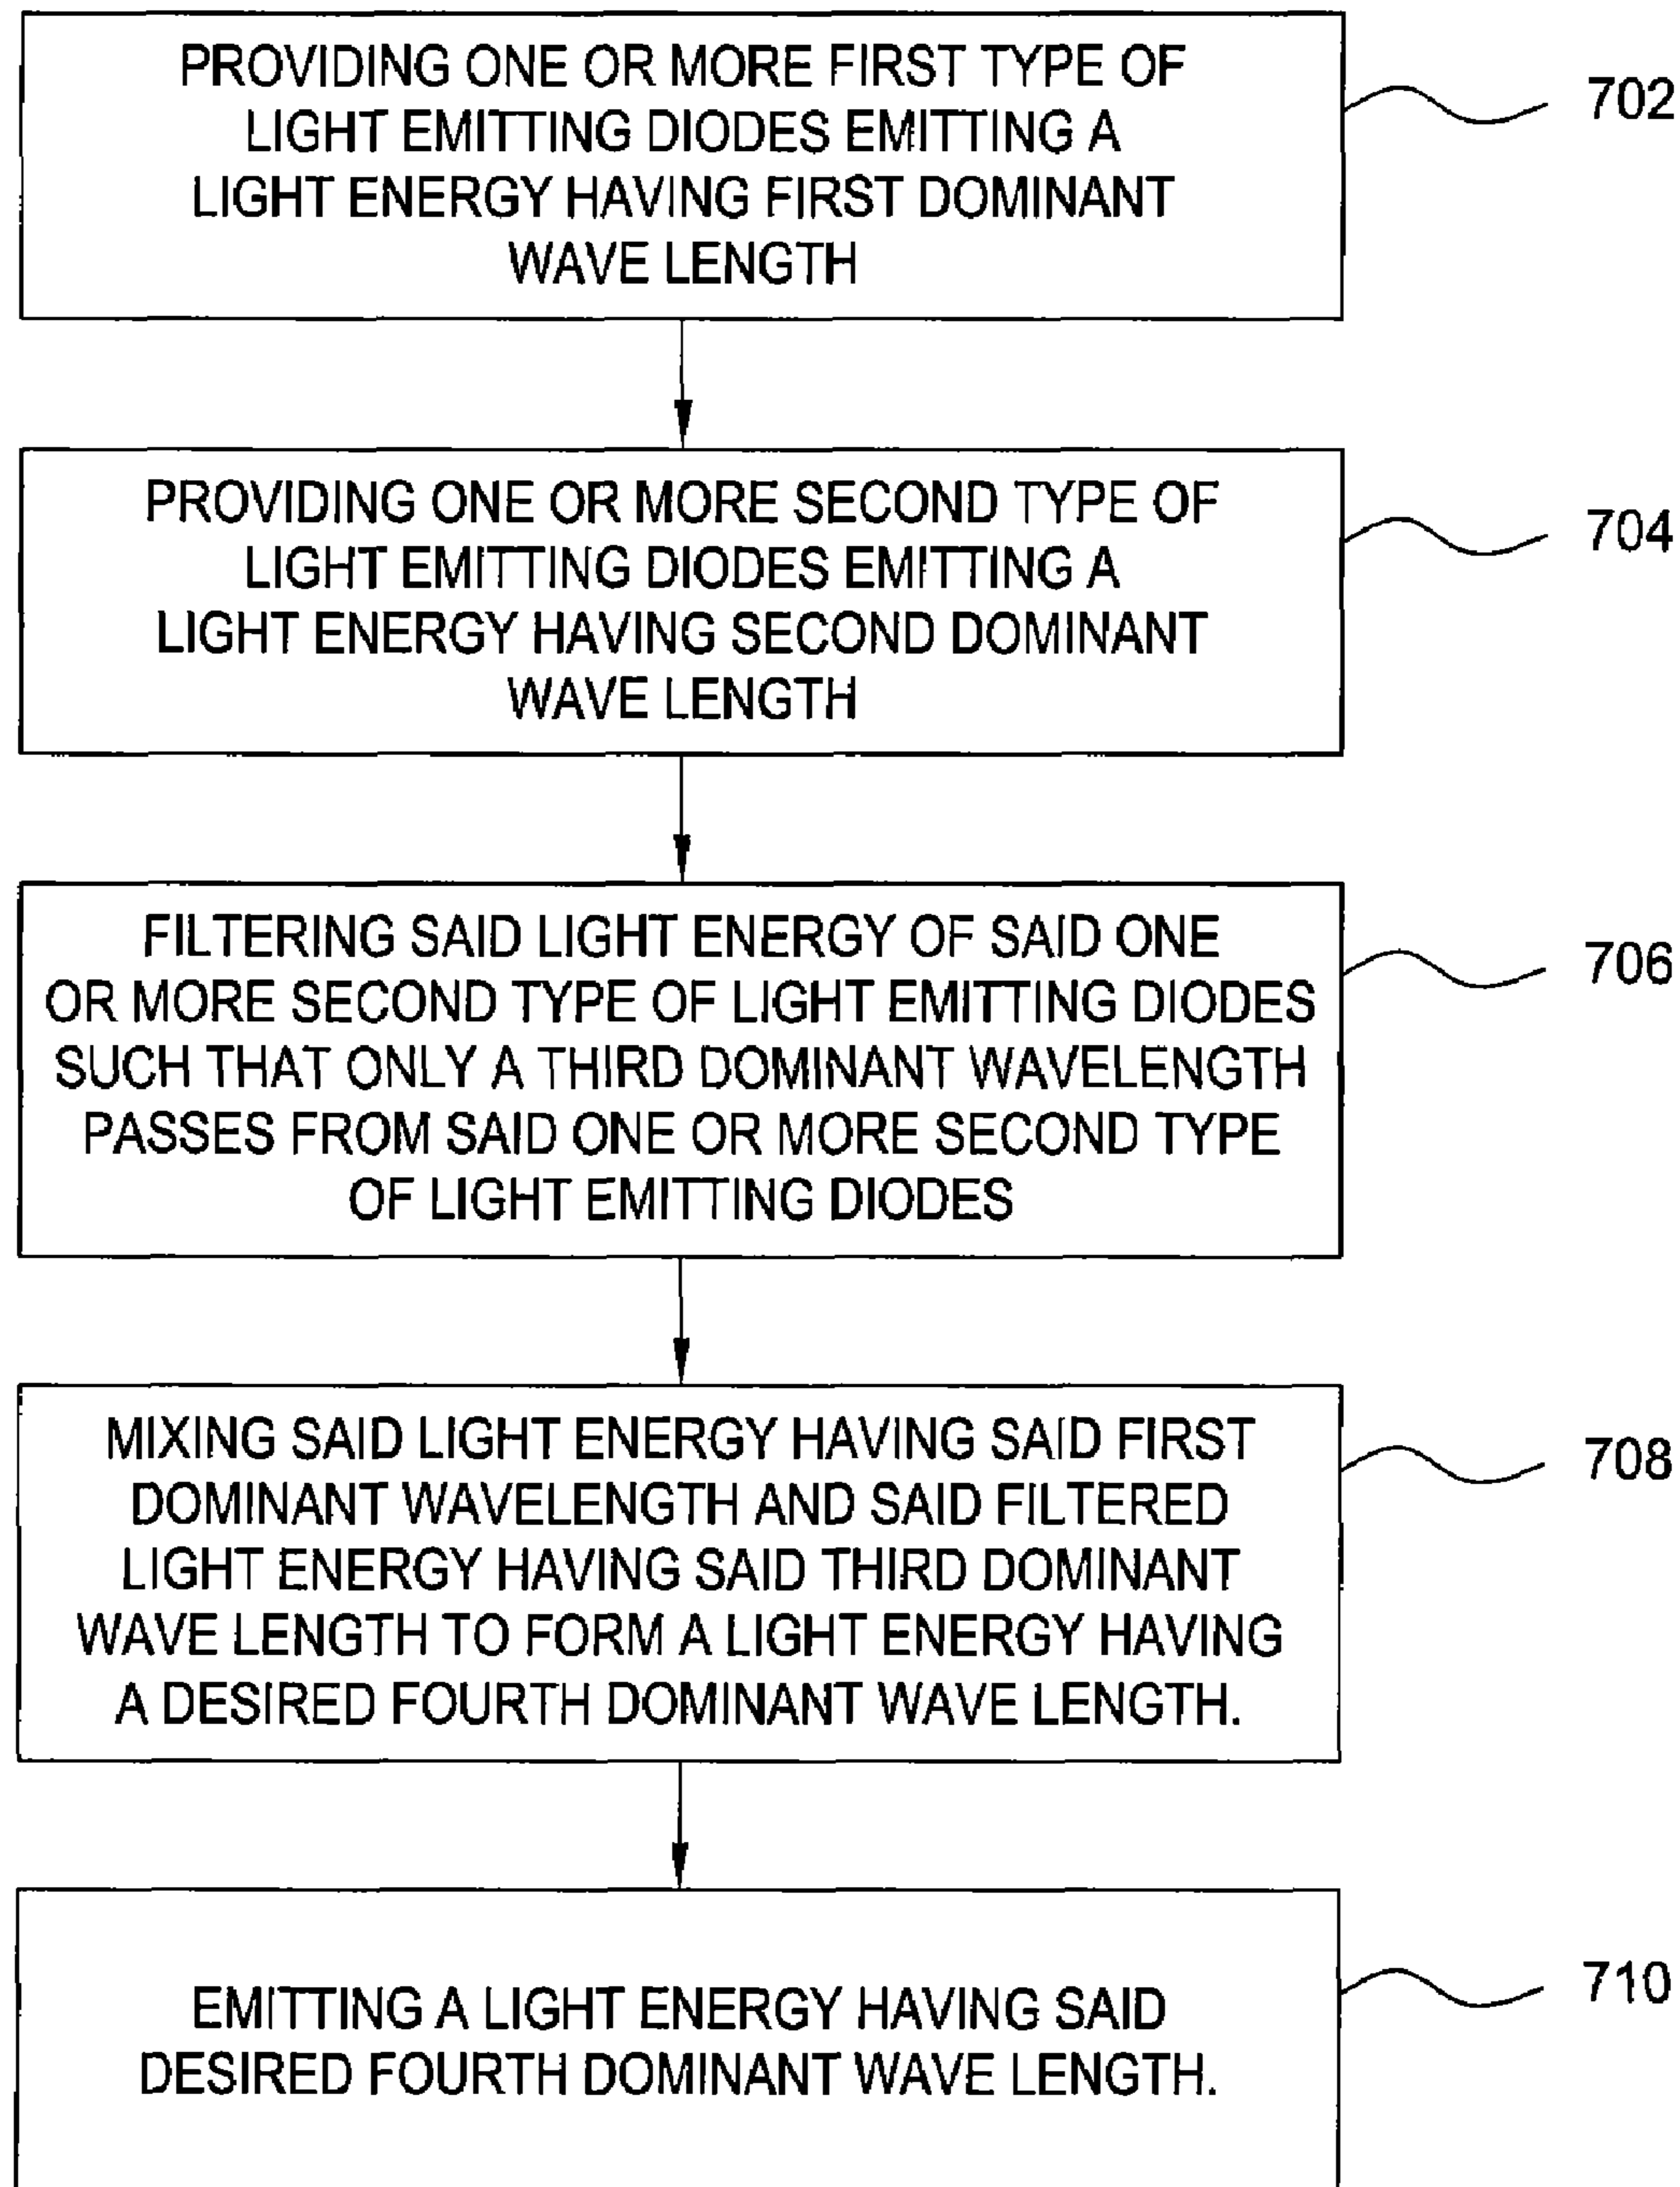 PROVIDING ONE OR MORE FIRST TYPE OF
LIGHT EMITTING DIODES EMITTING A
LIGHT ENERGY HAVING FIRST DOMINANT
WAVE LENGTH
702
PROVIDING ONE OR MORE SECOND TYPE OF
LIGHT EMITTING DIODES EMITTING A
LIGHT ENERGY HAVING SECOND DOMINANT
WAVE LENGTH
704
FILTERING SAID LIGHT ENERGY OF SAID ONE
OR MORE SECOND TYPE OF LIGHT EMITTING DIODES
SUCH THAT ONLY A THIRD DOMINANT WAVELENGTH
PASSES FROM SAID ONE OR MORE SECOND TYPE
OF LIGHT EMITTING DIODES
706
MIXING SAID LIGHT ENERGY HAVING SAID FIRST
DOMINANT WAVELENGTH AND SAID FILTERED
LIGHT ENERGY HAVING SAID THIRD DOMINANT
WAVE LENGTH TO FORM A LIGHT ENERGY HAVING
A DESIRED FOURTH DOMINANT WAVE LENGTH.
708
EMITTING A LIGHT ENERGY HAVING SAID
DESIRED FOURTH DOMINANT WAVE LENGTH.
710